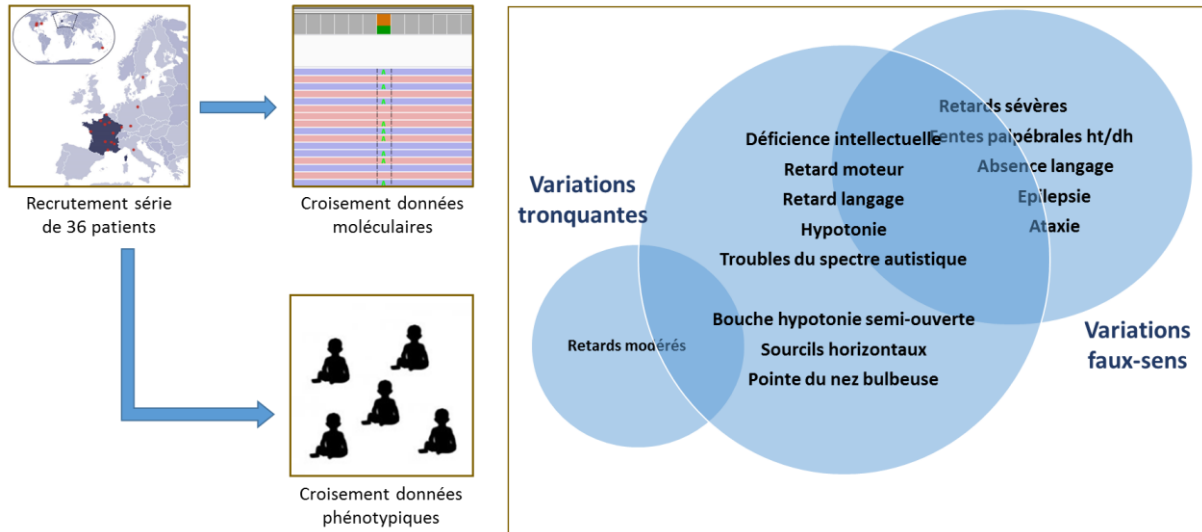 Recrutement série
de 36 patients
Croisement données
moléculaires
Croisement données
phénotypiques
Variations
tronquantes
Retards modérés
Déficience intellectuelle
Retard moteur
Retard langage
Hypotonie
Troubles du spectre autistique
Bouche hypotonie semi-ouverte
Sourcils horizontaux
Pointe du nez bulbeuse
Retards sévères
Fentes palpébrales ht/dh
Absence langage
Epilepsie
Ataxie
Variations
faux-sens